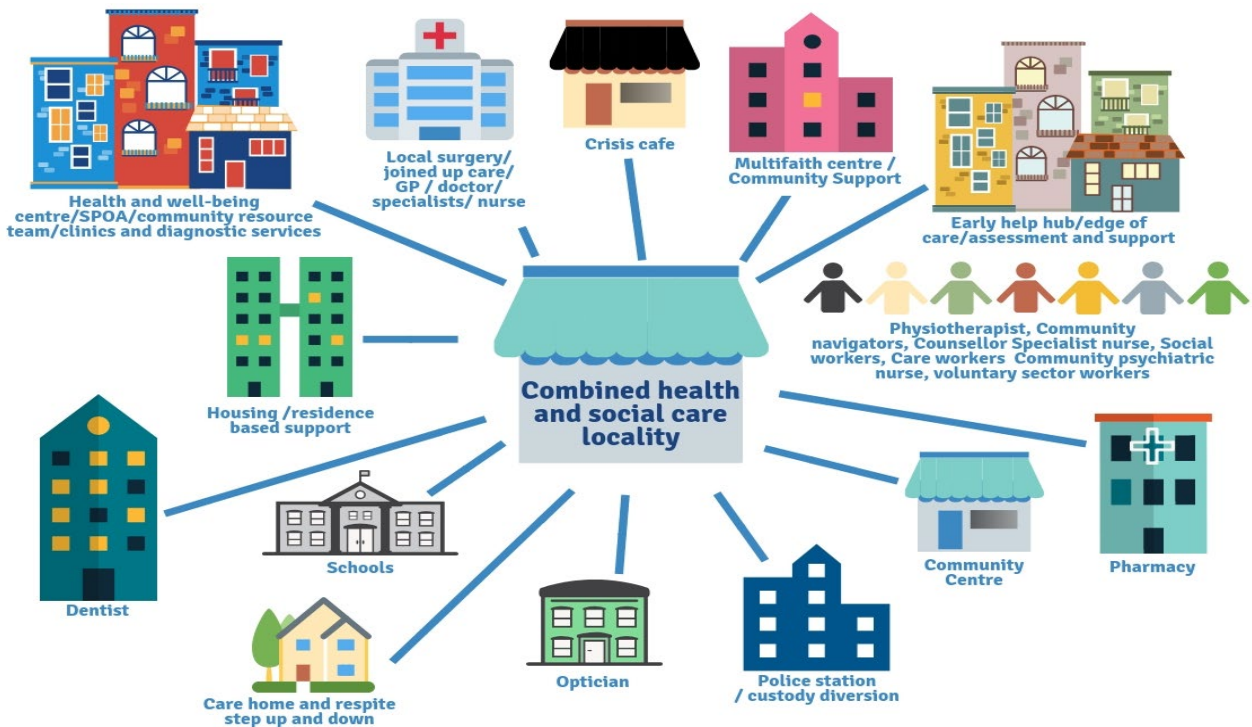 Health and well-being
centre/SPOA/community resource
team/clinics and diagnostic services
Local surgery/
joined up care/
GP / doctor/
specialists/ nurse
Crisis cafe
Multifaith centre /
Community Support
Early help hub/edge of
care/assessment and support
Physiotherapist, Community
navigators, Counsellor Specialist nurse, Social
workers, Care workers Community psychiatric
nurse, voluntary sector workers
Housing /residence
based support
Combined health
and social care
locality
Dentist
Schools
Community
Centre
Pharmacy
Care home and respite
step up and down
Optician
Police station
/ custody diversion